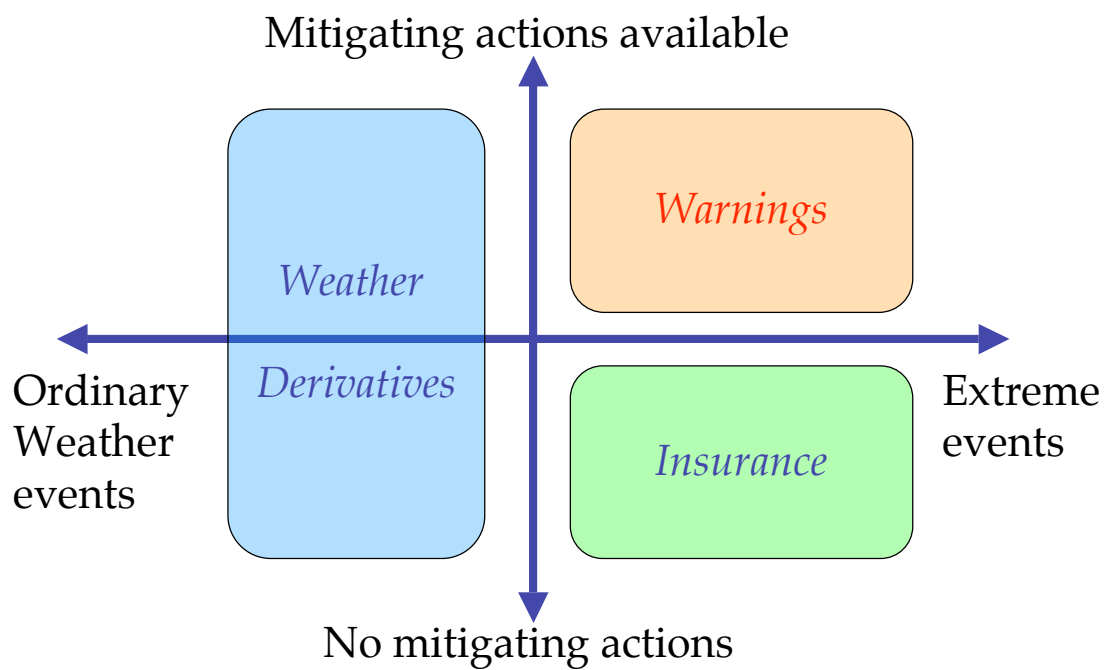 Mitigating actions available
Warnings
Weather
Derivatives
Ordinary
Weather
events
Extreme
events
Insurance
No mitigating actions